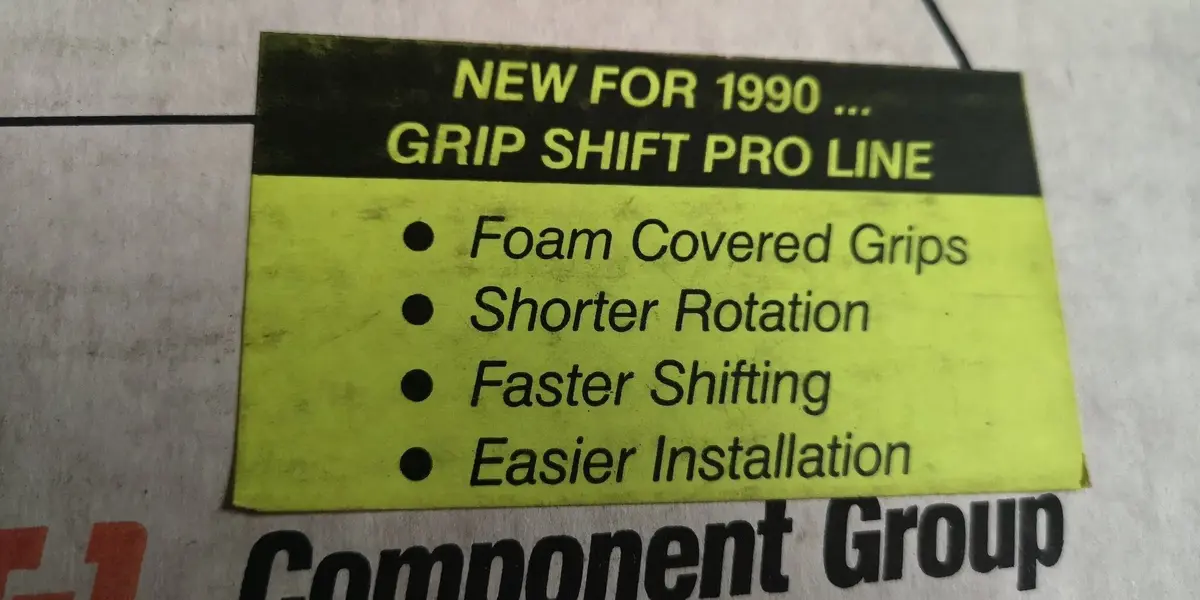 NEW FOR 1990 ...
GRIP SHIFT PRO LINE
● Foam Covered Grips
● Shorter Rotation
● Faster Shifting
● Easier Installation
Component Group